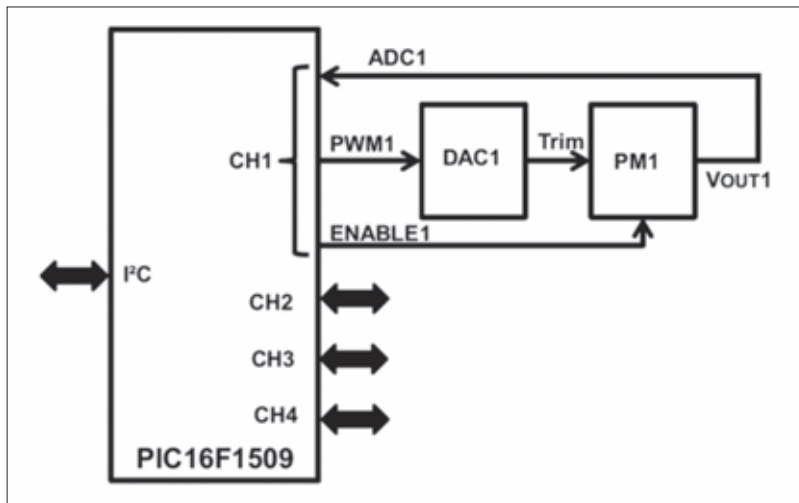 ADC1
CH1
PWM1
DAC1
Trim
PM1
VOUT1
ENABLE1
I²C
CH2
CH3
CH4
PIC16F1509